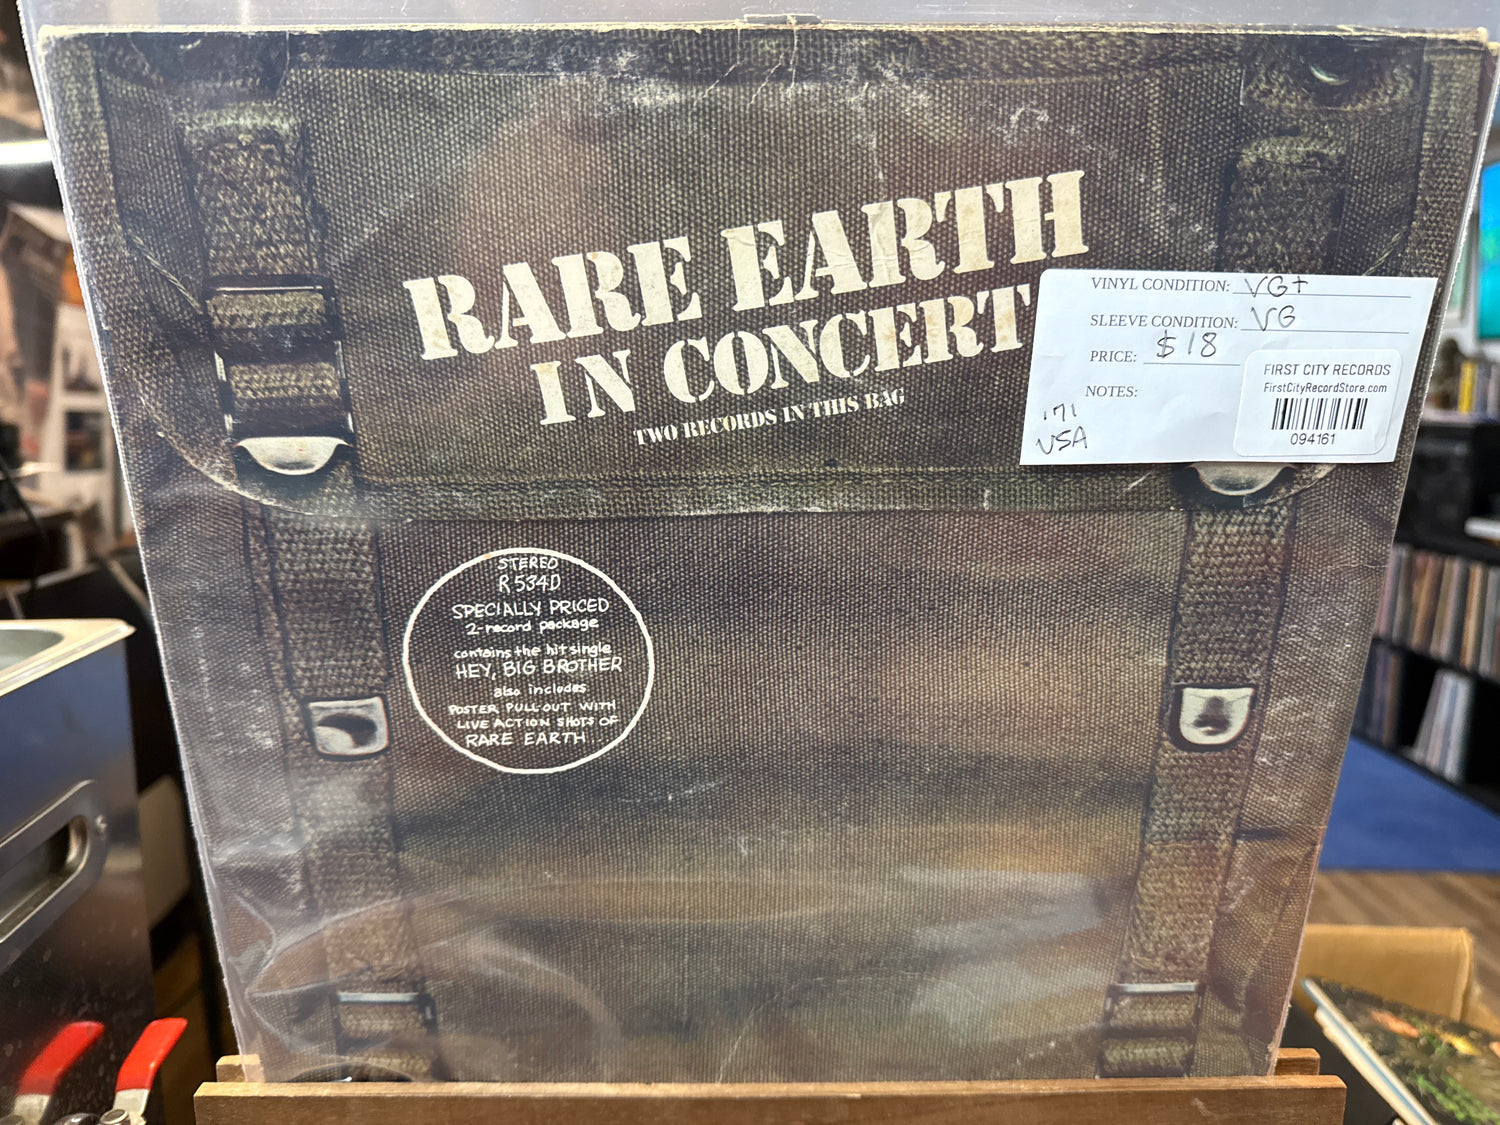 RARE EARTH
IN CONCERT
TWO RECORDS IN THIS BAG
VINYL CONDITION: VG+
SLEEVE CONDITION: VG
PRICE: $18
NOTES:
'71
USA
FIRST CITY RECORDS
FirstCityRecordStore.com
094161
STEREO
R534D
SPECIALLY PRICED
2-record package
contains the hit single
HEY, BIG BROTHER
also includes
POSTER PULL-OUT WITH
LIVE ACTION SHOTS OF
RARE EARTH...